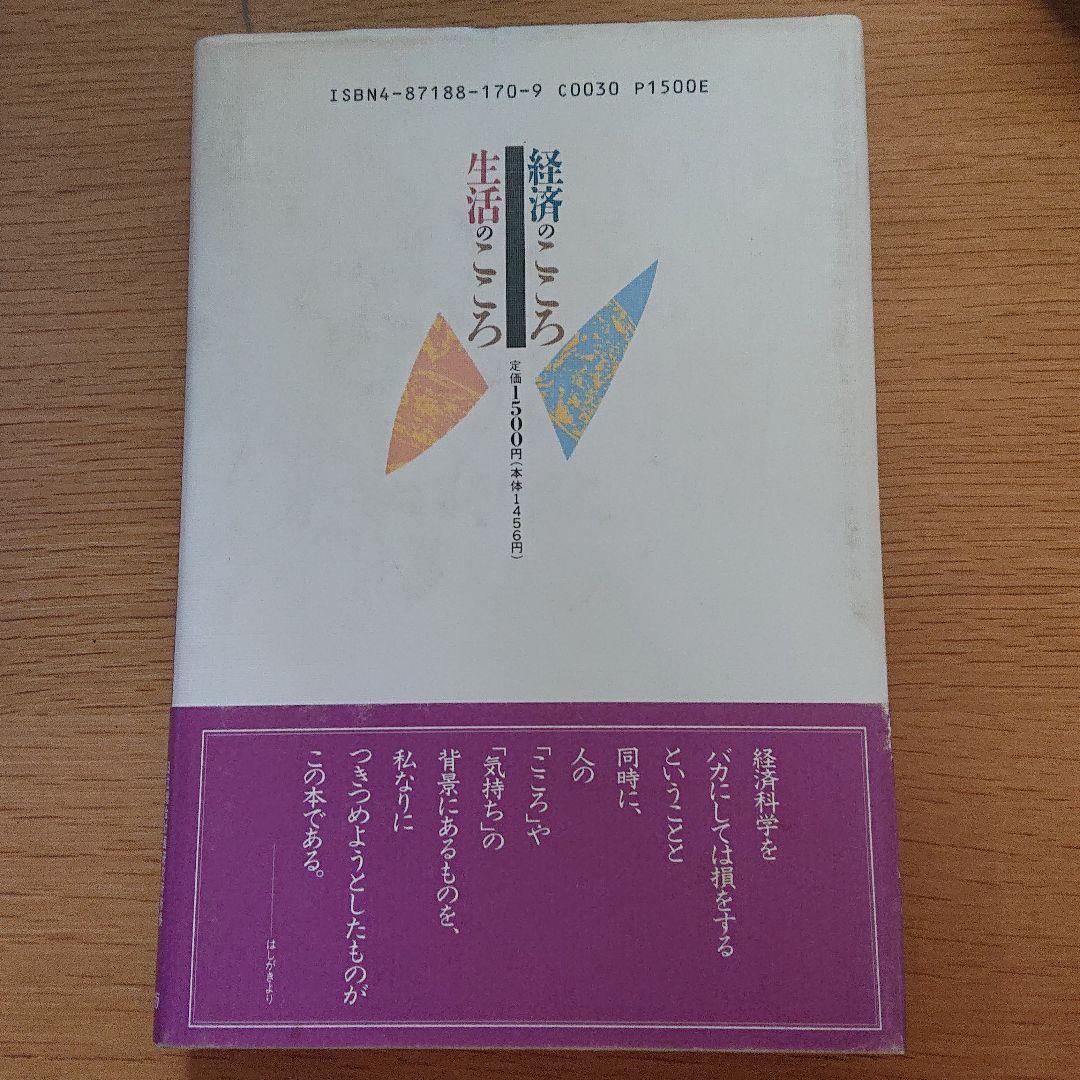 ISBN4-87188-170-9 C0030 P1500E
経済のこころ
生活のこころ
定価1500円(本体1456円)
経済科学を
バカにしては損をする
ということと
同時に、
人の
「こころ」や
「気持ち」の
背景にあるものを、
私なりに
つきつめようとしたものが
この本である。
はしがきより